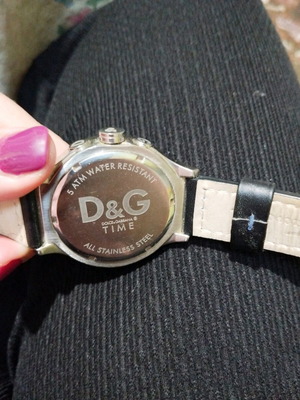 5 ATM WATER RESISTANT
D&G
DOLCE&GABBANA
TIME
ALL STAINLESS STEEL